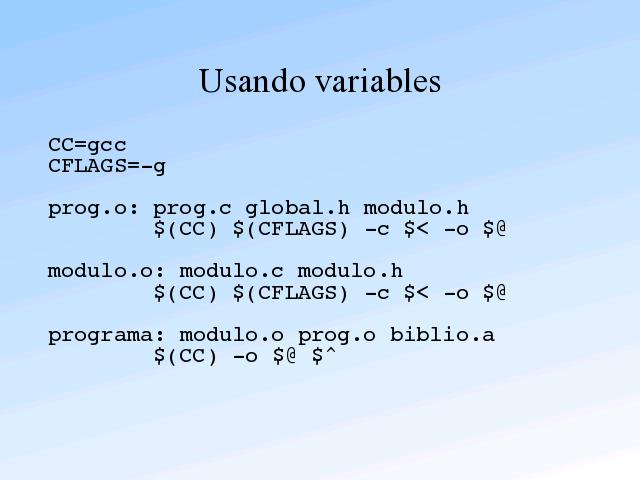 Usando variables
CC=gcc
CFLAGS=-g
prog.o: prog.c global.h modulo.h
$(CC) $(CFLAGS) -c $< -o $@
modulo.o: modulo.c modulo.h
$(CC) $(CFLAGS) -c $< -o $@
programa: modulo.o prog.o biblio.a
$(CC) -o $@ $^